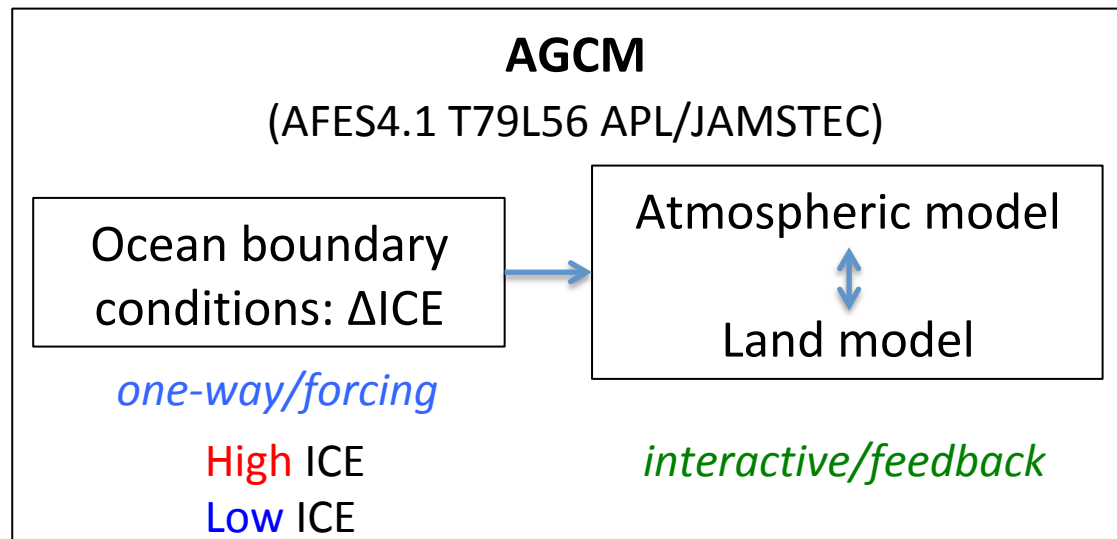 AGCM
(AFES4.1 T79L56 APL/JAMSTEC)
Ocean boundary
conditions: ΔICE
one-way/forcing
High ICE
Low ICE
Atmospheric model
Land model
interactive/feedback